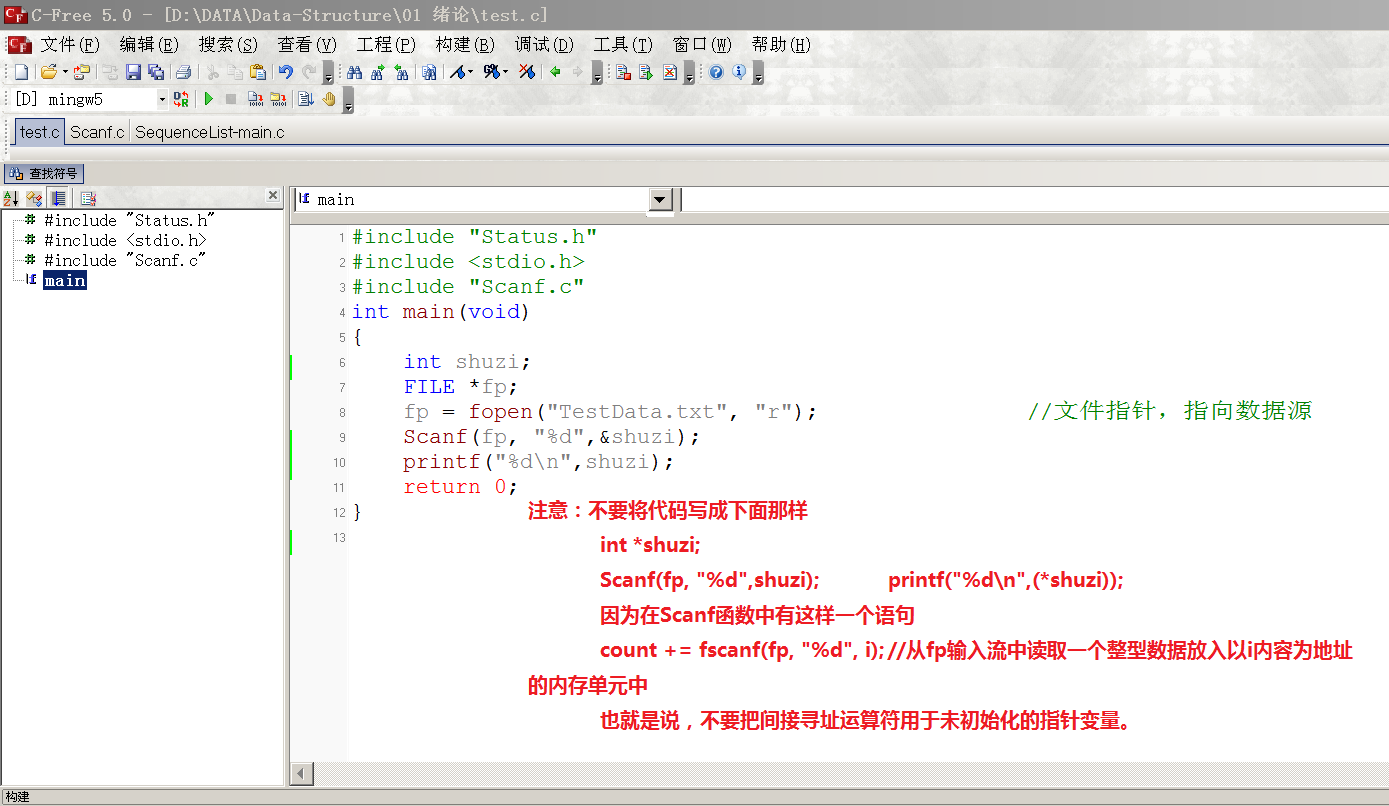 C-Free 5.0 - [D:\DATA\Data-Structure\01 绪论\test.c]
文件(F) 编辑(E) 搜索(S) 查看(V) 工程(P) 构建(B) 调试(D) 工具(T) 窗口(W) 帮助(H)
[D] mingw5
test.c Scanf.c SequenceList-main.c
查找符号
#include "Status.h"
#include <stdio.h>
#include "Scanf.c"
main
main
1 #include "Status.h"
2 #include <stdio.h>
3 #include "Scanf.c"
4 int main(void)
5 {
6 int shuzi;
7 FILE *fp;
8 fp = fopen("TestData.txt", "r"); //文件指针，指向数据源
9 Scanf(fp, "%d",&shuzi);
10 printf("%d\n",shuzi);
11 return 0;
12 }
13
注意：不要将代码写成下面那样
int *shuzi;
Scanf(fp, "%d",shuzi); printf("%d\n",(*shuzi));
因为在Scanf函数中有这样一个语句
count += fscanf(fp, "%d", i); //从fp输入流中读取一个整型数据放入以i内容为地址
的内存单元中
也就是说，不要把间接寻址运算符用于未初始化的指针变量。
构建